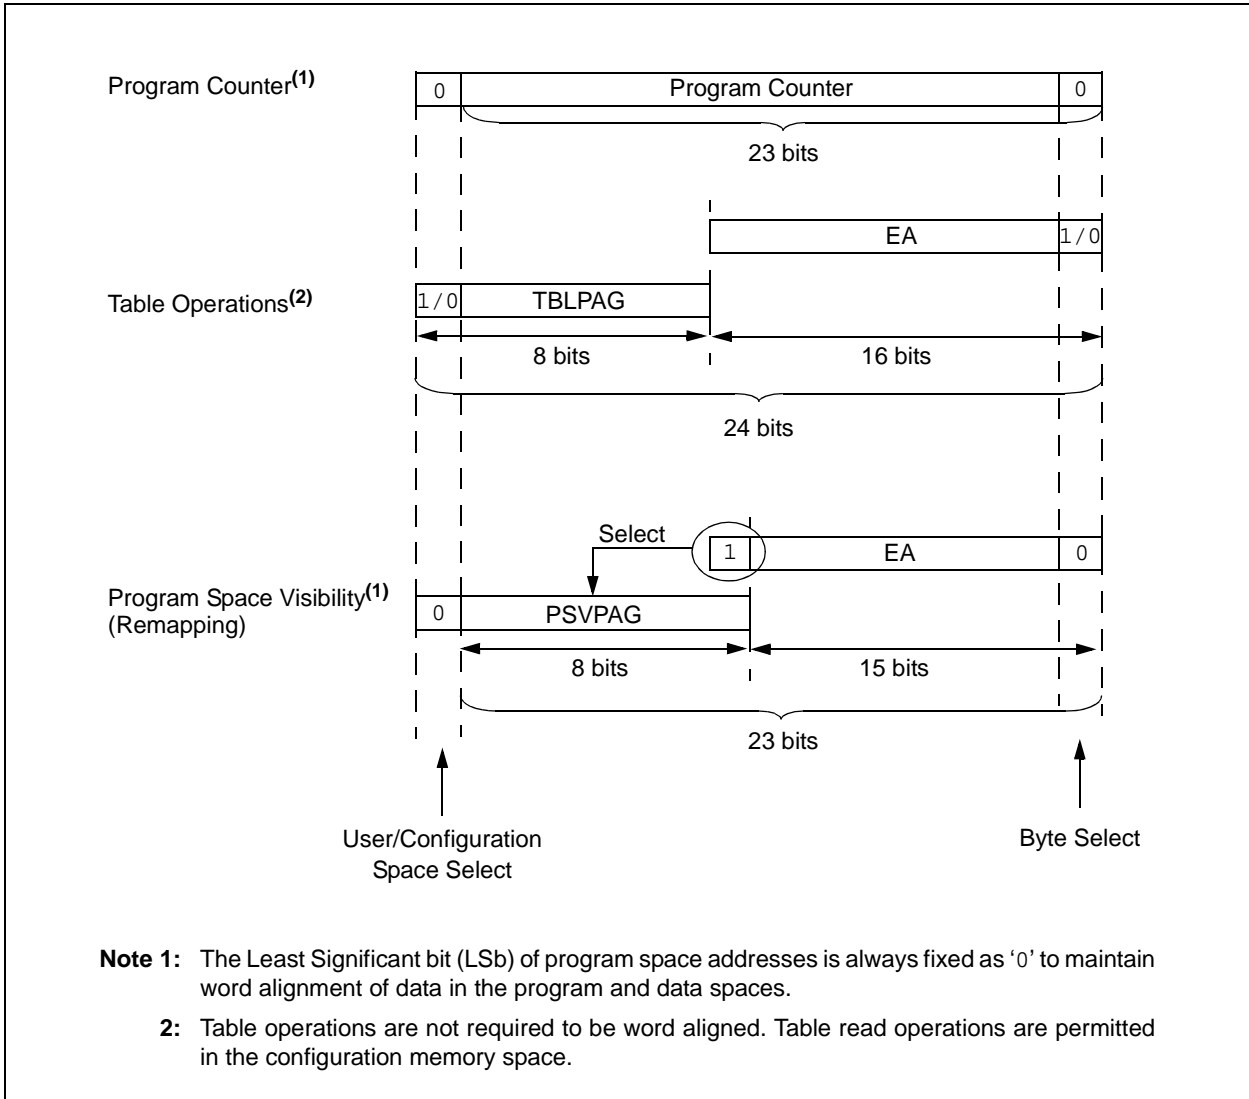 Program Counter(1)
0
Program Counter
0
23 bits
EA
1/0
Table Operations(2)
1/0
TBLPAG
8 bits
16 bits
24 bits
Select
1
EA
0
Program Space Visibility(1)
(Remapping)
0
PSVPAG
8 bits
15 bits
23 bits
User/Configuration
Space Select
Byte Select
Note 1: The Least Significant bit (LSb) of program space addresses is always fixed as ‘0’ to maintain
word alignment of data in the program and data spaces.
2: Table operations are not required to be word aligned. Table read operations are permitted
in the configuration memory space.